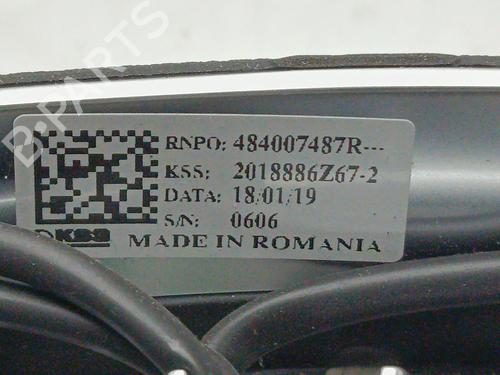 RNPO: 484007487R---
KSS: 2018886Z67-2
DATA: 18/01/19
S/N: 0606
KSS MADE IN ROMANIA
B-PARTS